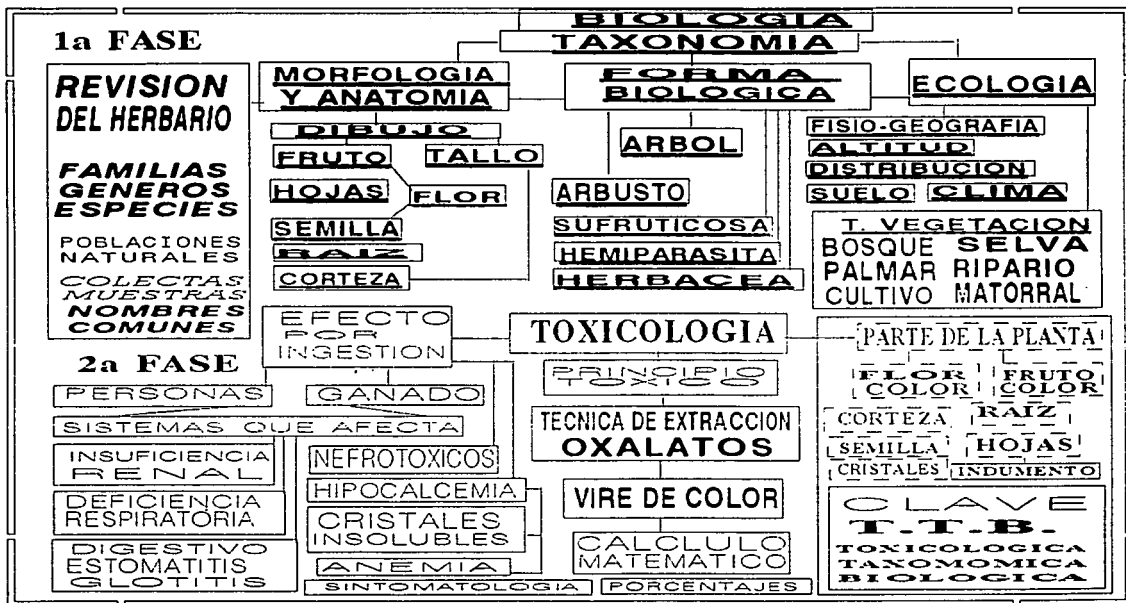 1a FASE
BIOLOGIA
TAXONOMIA
REVISION
DEL HERBARIO
FAMILIAS
GENEROS
ESPECIES
POBLACIONES
NATURALES
COLECTAS
MUESTRAS
NOMBRES
COMUNES
MORFOLOGIA
Y ANATOMIA
DIBUJO
FRUTO
TALLO
HOJAS
FLOR
SEMILLA
RAIZ
CORTEZA
FORMA
BIOLOGICA
ARBOL
ARBUSTO
SUFRUTICOSA
HEMIPARASITA
HERBACEA
ECOLOGIA
FISIO-GEOGRAFIA
ALTITUD
DISTRIBUCION
SUELO CLIMA
T. VEGETACION
BOSQUE SELVA
PALMAR RIPARIO
CULTIVO MATORRAL
2a FASE
EFECTO
POR
INGESTION
PERSONAS
GANADO
SISTEMAS QUE AFECTA
INSUFICIENCIA
RENAL
DEFICIENCIA
RESPIRATORIA
DIGESTIVO
ESTOMATITIS
GLOTITIS
NEFROTOXICOS
HIPOCALCEMIA
CRISTALES
INSOLUBLES
ANEMIA
SINTOMATOLOGIA
TOXICOLOGIA
PRINCIPIO
TOXICO
TECNICA DE EXTRACCION
OXALATOS
VIRE DE COLOR
CALCLULO
MATEMATICO
PORCENTAJES
PARTE DE LA PLANTA
FLOR
COLOR
FRUTO
COLOR
CORTEZA
RAIZ
SEMILLA
HOJAS
CRISTALES
INDUMENTO
CLAVE
T.T.B.
TOXICOLOGICA
TAXOMOMICA
BIOLOGICA